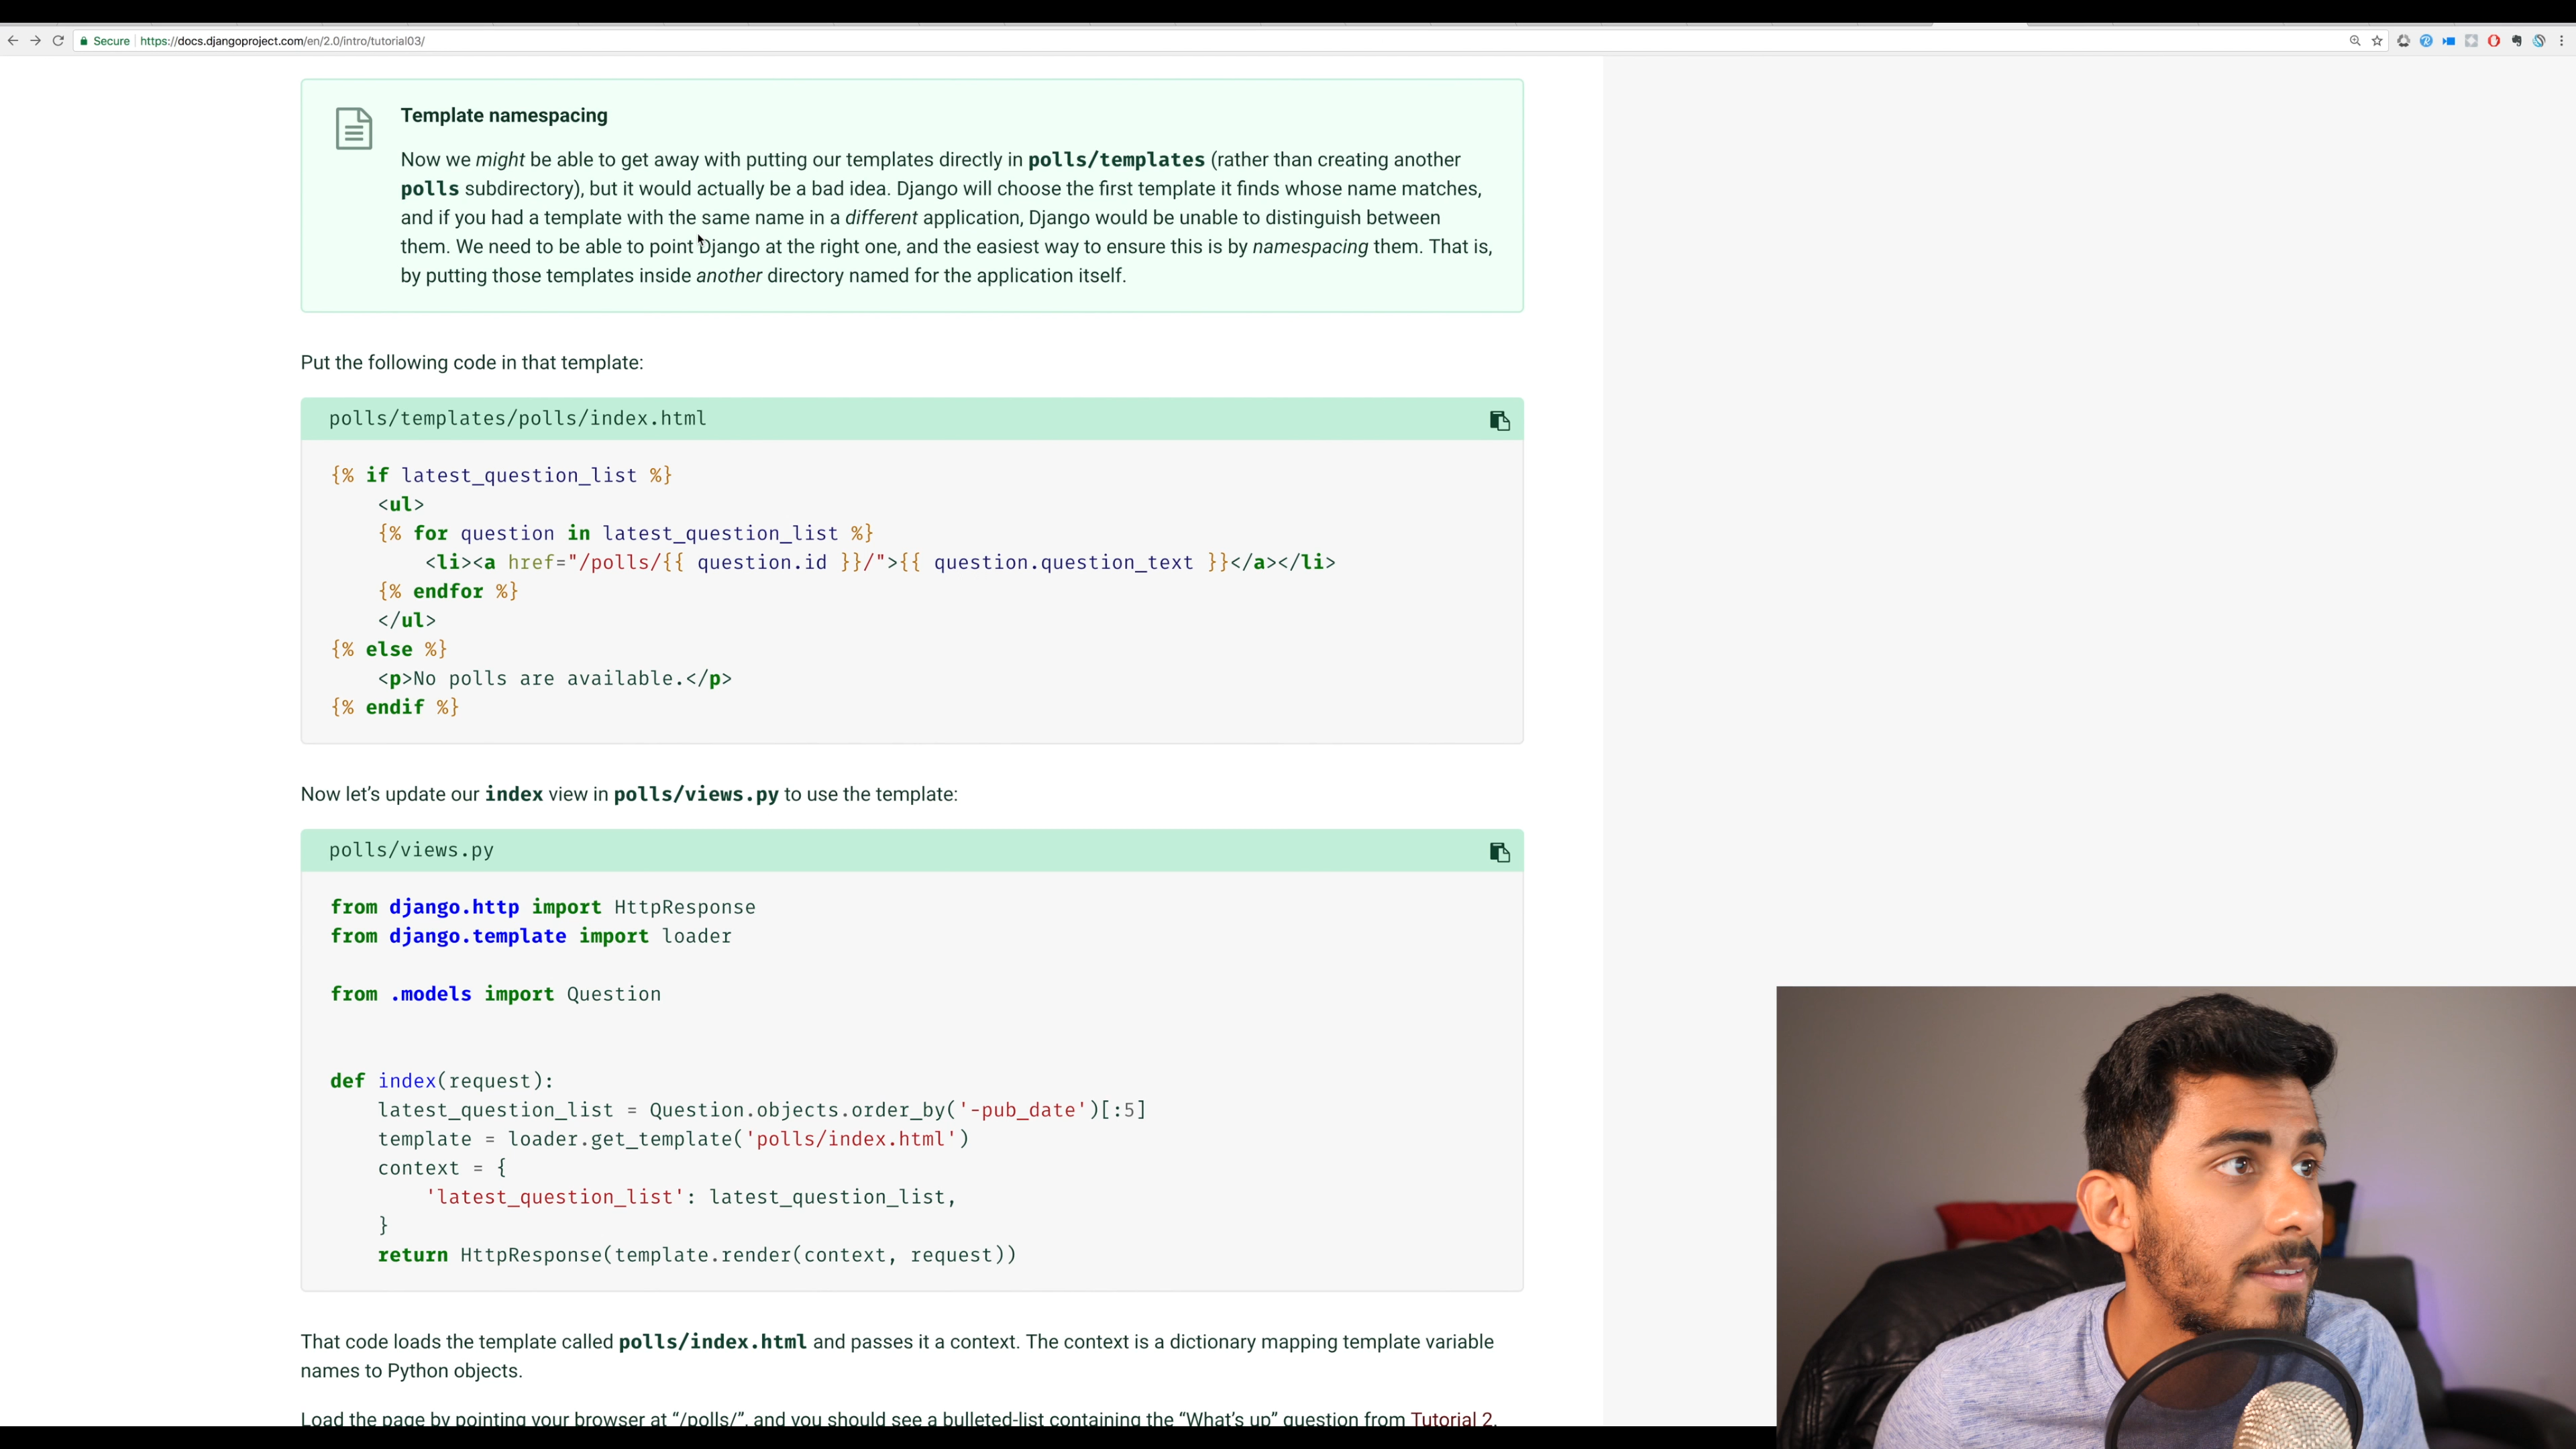 Secure https://docs.djangoproject.com/en/2.0/intro/tutorial03/
Template namespacing
Now we might be able to get away with putting our templates directly in polls/templates (rather than creating another
polls subdirectory), but it would actually be a bad idea. Django will choose the first template it finds whose name matches,
and if you had a template with the same name in a different application, Django would be unable to distinguish between
them. We need to be able to point Django at the right one, and the easiest way to ensure this is by namespacing them. That is,
by putting those templates inside another directory named for the application itself.
Put the following code in that template:
polls/templates/polls/index.html
{% if latest_question_list %}
    <ul>
    {% for question in latest_question_list %}
        <li><a href="/polls/{{ question.id }}/">{{ question.question_text }}</a></li>
    {% endfor %}
    </ul>
{% else %}
    <p>No polls are available.</p>
{% endif %}
Now let’s update our index view in polls/views.py to use the template:
polls/views.py
from django.http import HttpResponse
from django.template import loader
from .models import Question
def index(request):
    latest_question_list = Question.objects.order_by('-pub_date')[:5]
    template = loader.get_template('polls/index.html')
    context = {
        'latest_question_list': latest_question_list,
    }
    return HttpResponse(template.render(context, request))
That code loads the template called polls/index.html and passes it a context. The context is a dictionary mapping template variable
names to Python objects.
Load the page by pointing your browser at “/polls/”, and you should see a bulleted-list containing the “What’s up” question from Tutorial 2.